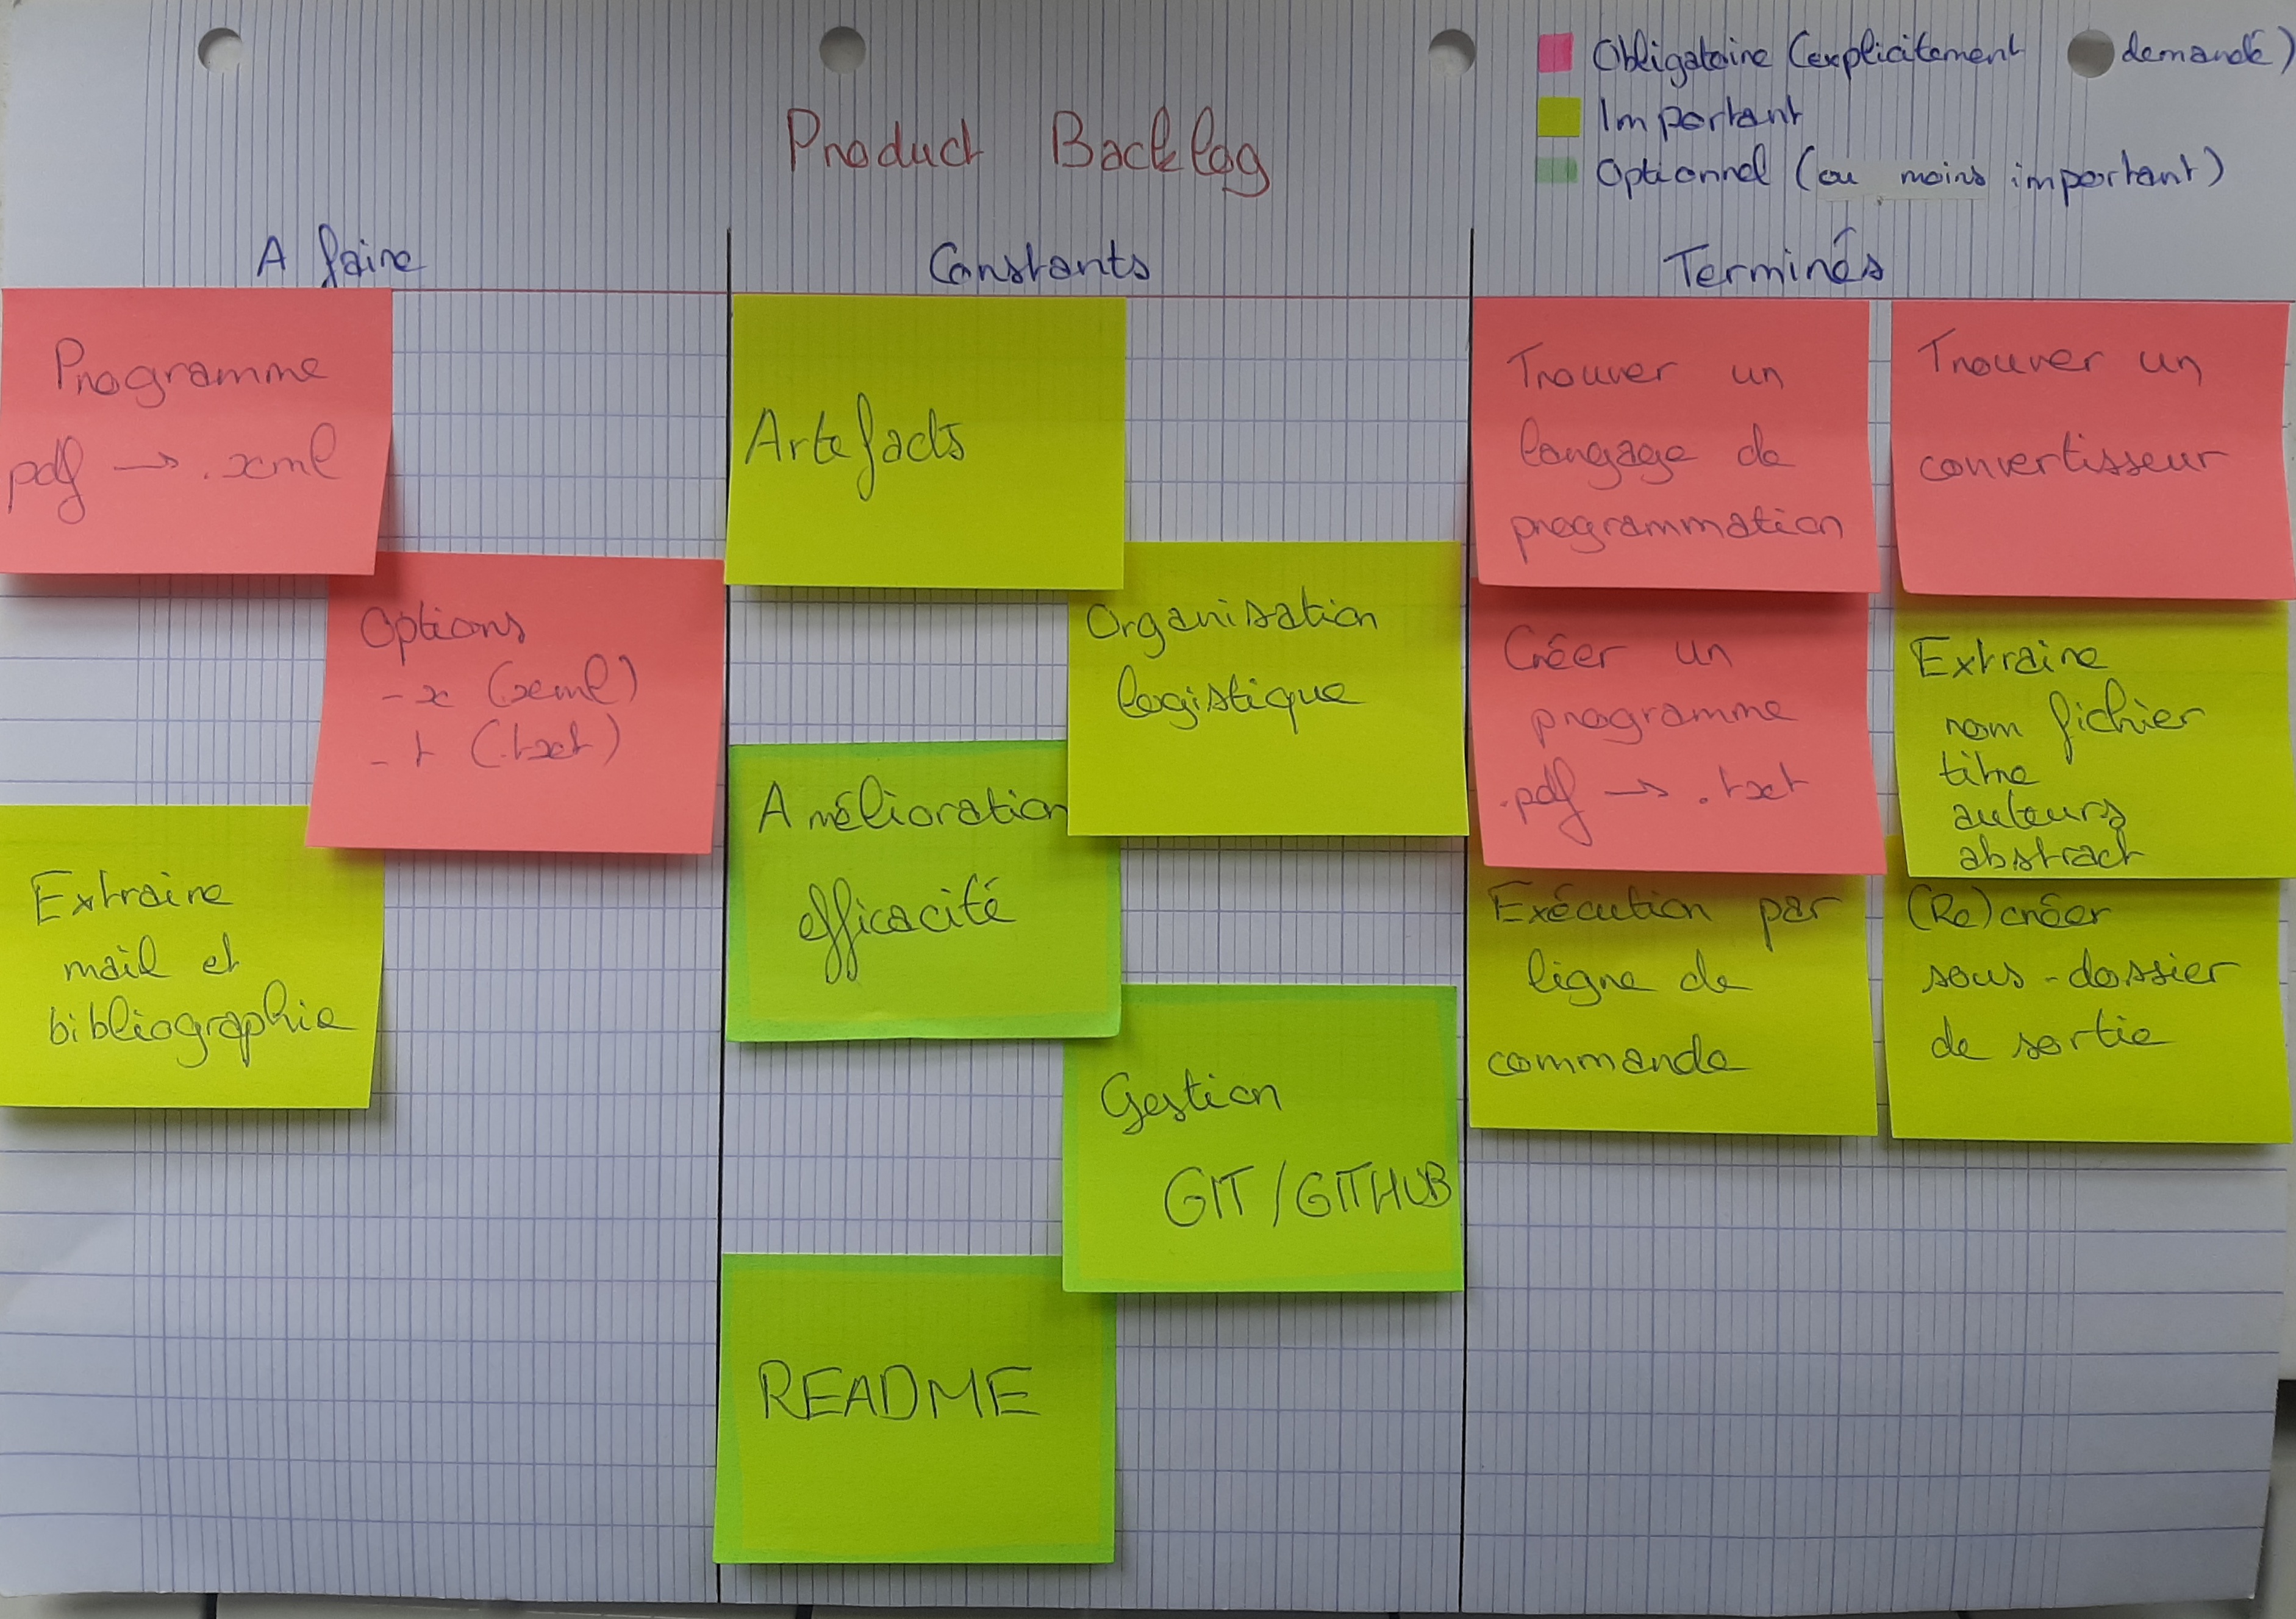 Obligatoire (explicitement demandé)
Important
Optionnel (ou moins important)
Product Backlog
A faire
Constants
Terminés
Programme
pdf → .xml
Options
- x (xml)
- t (.txt)
Extraire
mail et
bibliographie
Artefacts
Organisation
logistique
Amélioration
efficacité
Gestion
GIT/GITHUB
README
Trouver un
langage de
programmation
Trouver un
convertisseur
Créer un
programme
.pdf → .txt
Extraire
nom fichier
titre
auteurs
abstract
Exécution par
ligne de
commande
(Re)créer
sous-dossier
de sortie